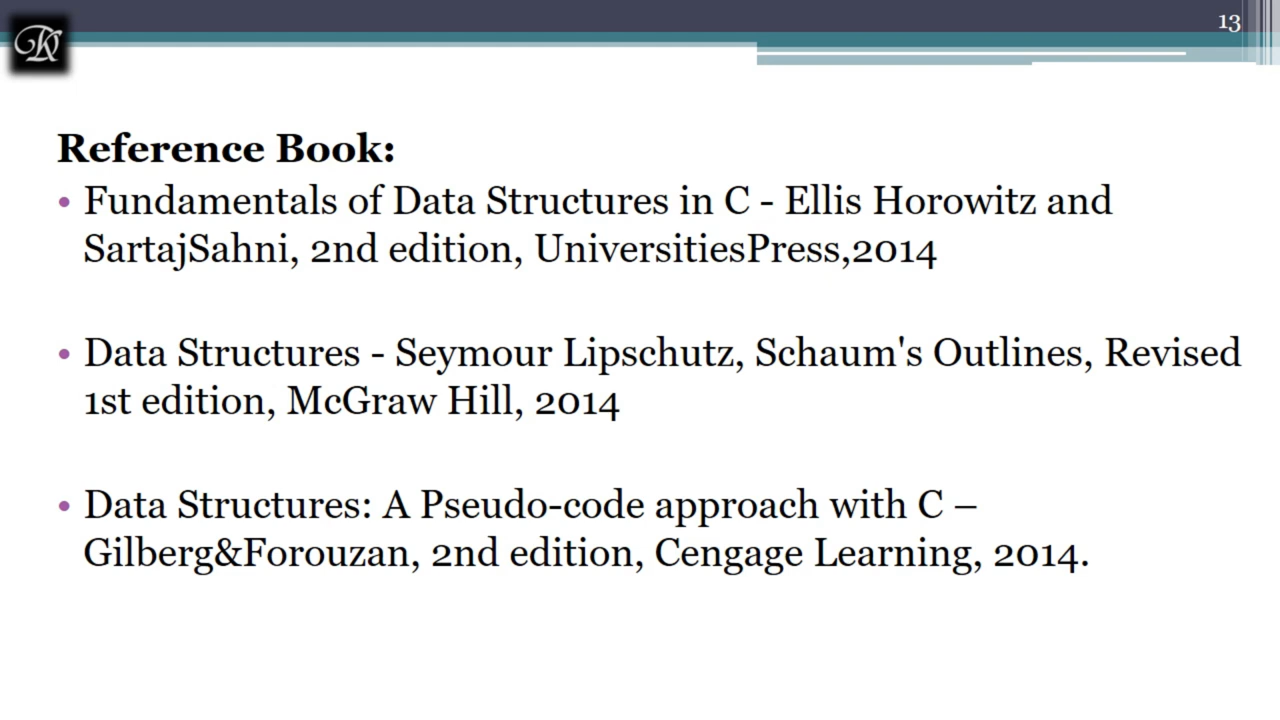 13
Reference Book:
• Fundamentals of Data Structures in C - Ellis Horowitz and
SartajSahni, 2nd edition, UniversitiesPress,2014
• Data Structures - Seymour Lipschutz, Schaum's Outlines, Revised
1st edition, McGraw Hill, 2014
• Data Structures: A Pseudo-code approach with C –
Gilberg&Forouzan, 2nd edition, Cengage Learning, 2014.